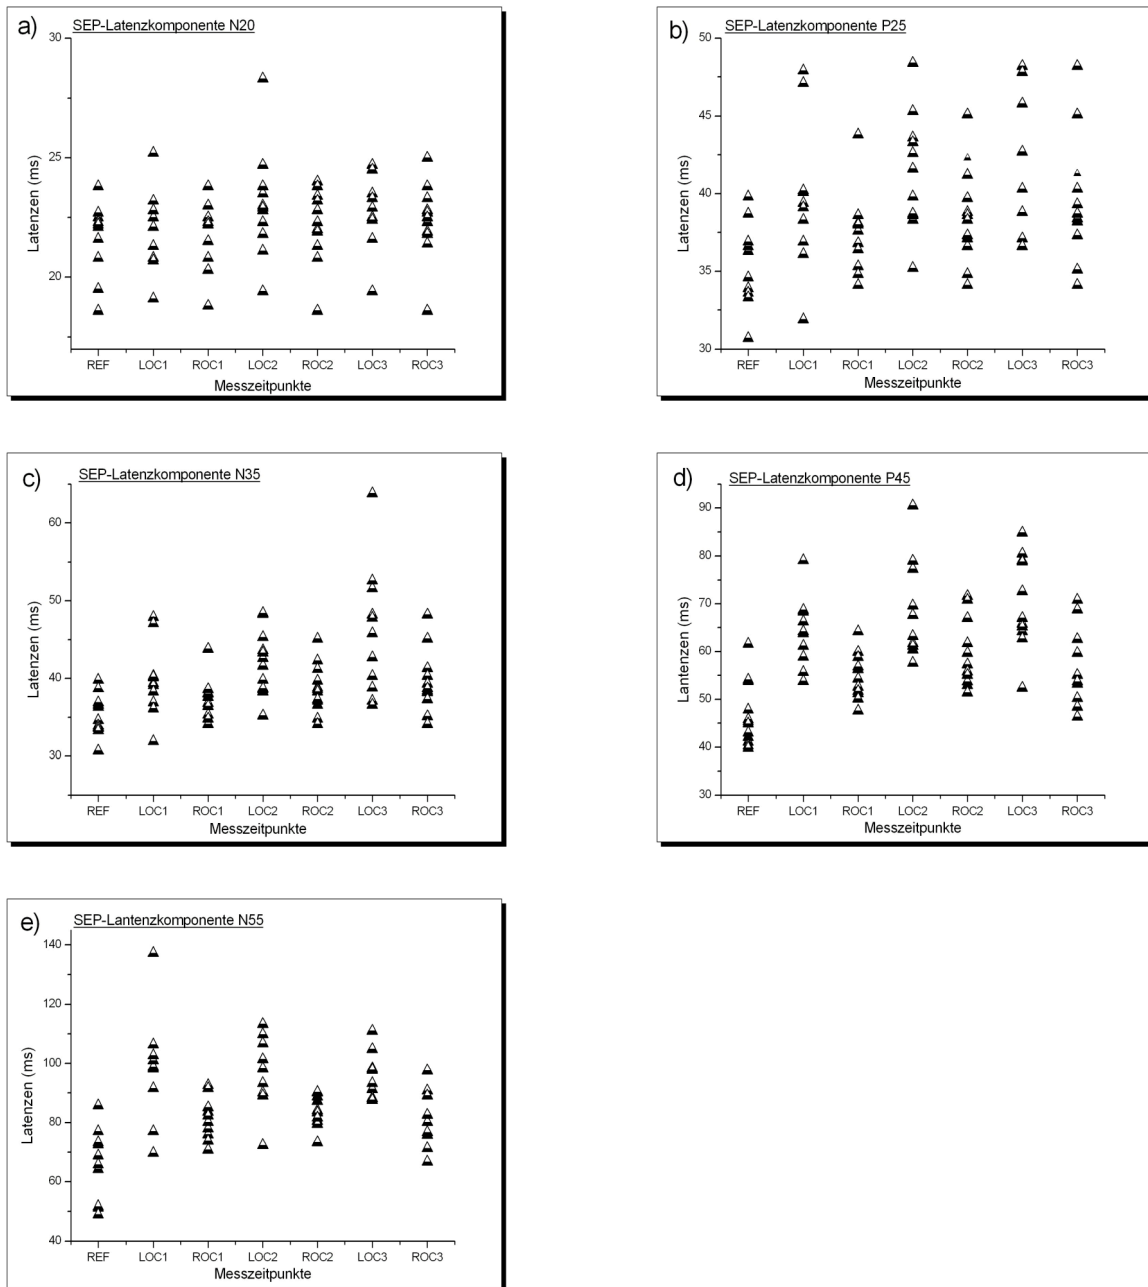 a)
SEP-Latenzkomponente N20
30
25
20
Latenzen (ms)
REF LOC1 ROC1 LOC2 ROC2 LOC3 ROC3
Messzeitpunkte
b)
SEP-Latenzkomponente P25
50
45
40
35
30
Latenzen (ms)
REF LOC1 ROC1 LOC2 ROC2 LOC3 ROC3
Messzeitpunkte
c)
SEP-Latenzkomponente N35
60
50
40
30
Latenzen (ms)
REF LOC1 ROC1 LOC2 ROC2 LOC3 ROC3
Messzeitpunkte
d)
SEP-Latenzkomponente P45
90
80
70
60
50
40
30
Lantenzen (ms)
REF LOC1 ROC1 LOC2 ROC2 LOC3 ROC3
Messzeitpunkte
e)
SEP-Lantenzkomponente N55
140
120
100
80
60
40
Latenzen (ms)
REF LOC1 ROC1 LOC2 ROC2 LOC3 ROC3
Messzeitpunkte